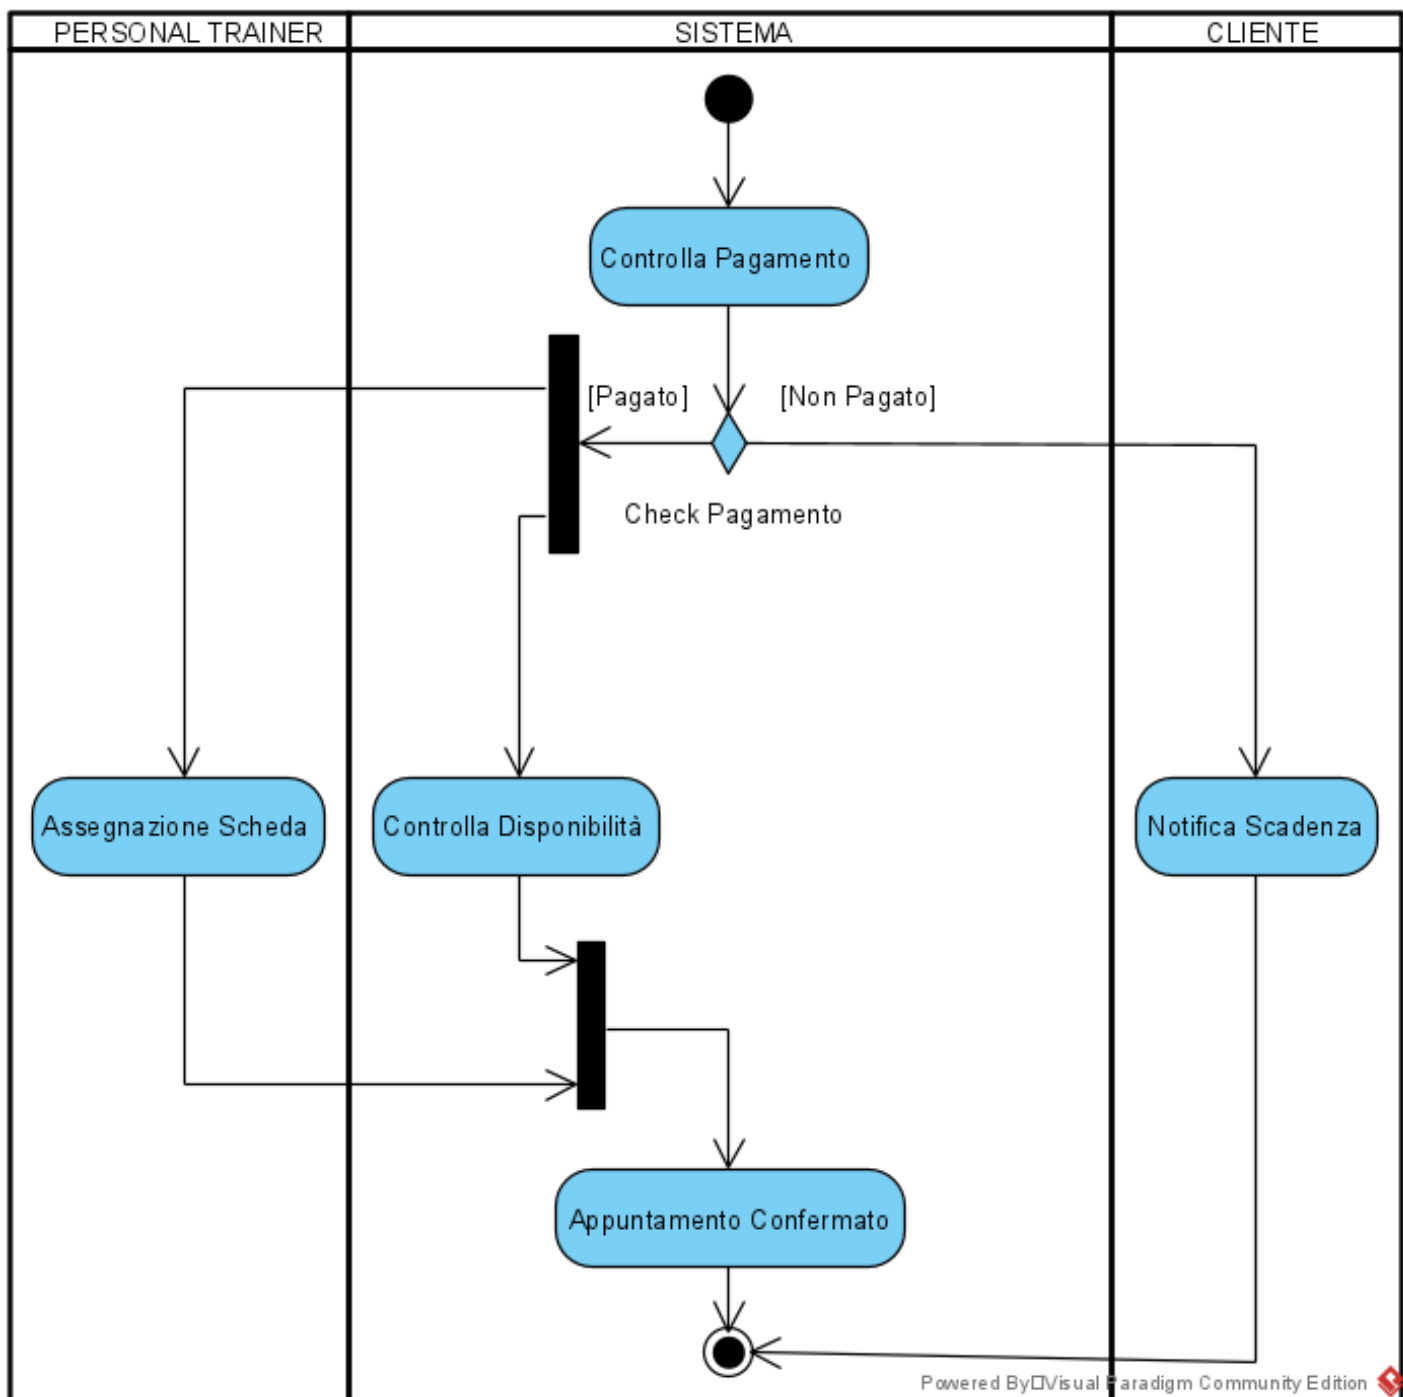 PERSONAL TRAINER
SISTEMA
CLIENTE
Controlla Pagamento
[Pagato]
[Non Pagato]
Check Pagamento
Assegnazione Scheda
Controlla Disponibilità
Notifica Scadenza
Appuntamento Confermato
Powered By□Visual Paradigm Community Edition